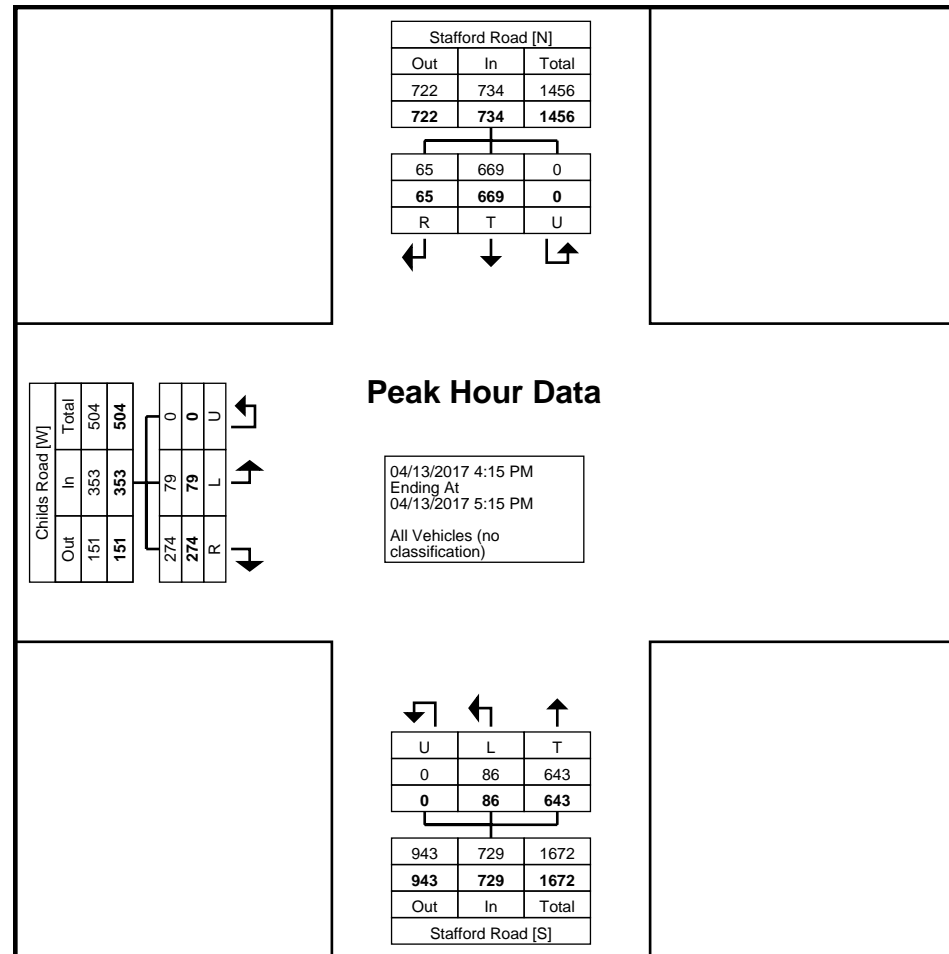 Stafford Road [N]
Out In Total
722 734 1456
722 734 1456
65 669 0
65 669 0
R T U
Peak Hour Data
Childs Road [W]
Out In Total
151 353 504
151 353 504
274 79 0
274 79 0
R L U
04/13/2017 4:15 PM
Ending At
04/13/2017 5:15 PM
All Vehicles (no
classification)
U L T
0 86 643
0 86 643
943 729 1672
943 729 1672
Out In Total
Stafford Road [S]